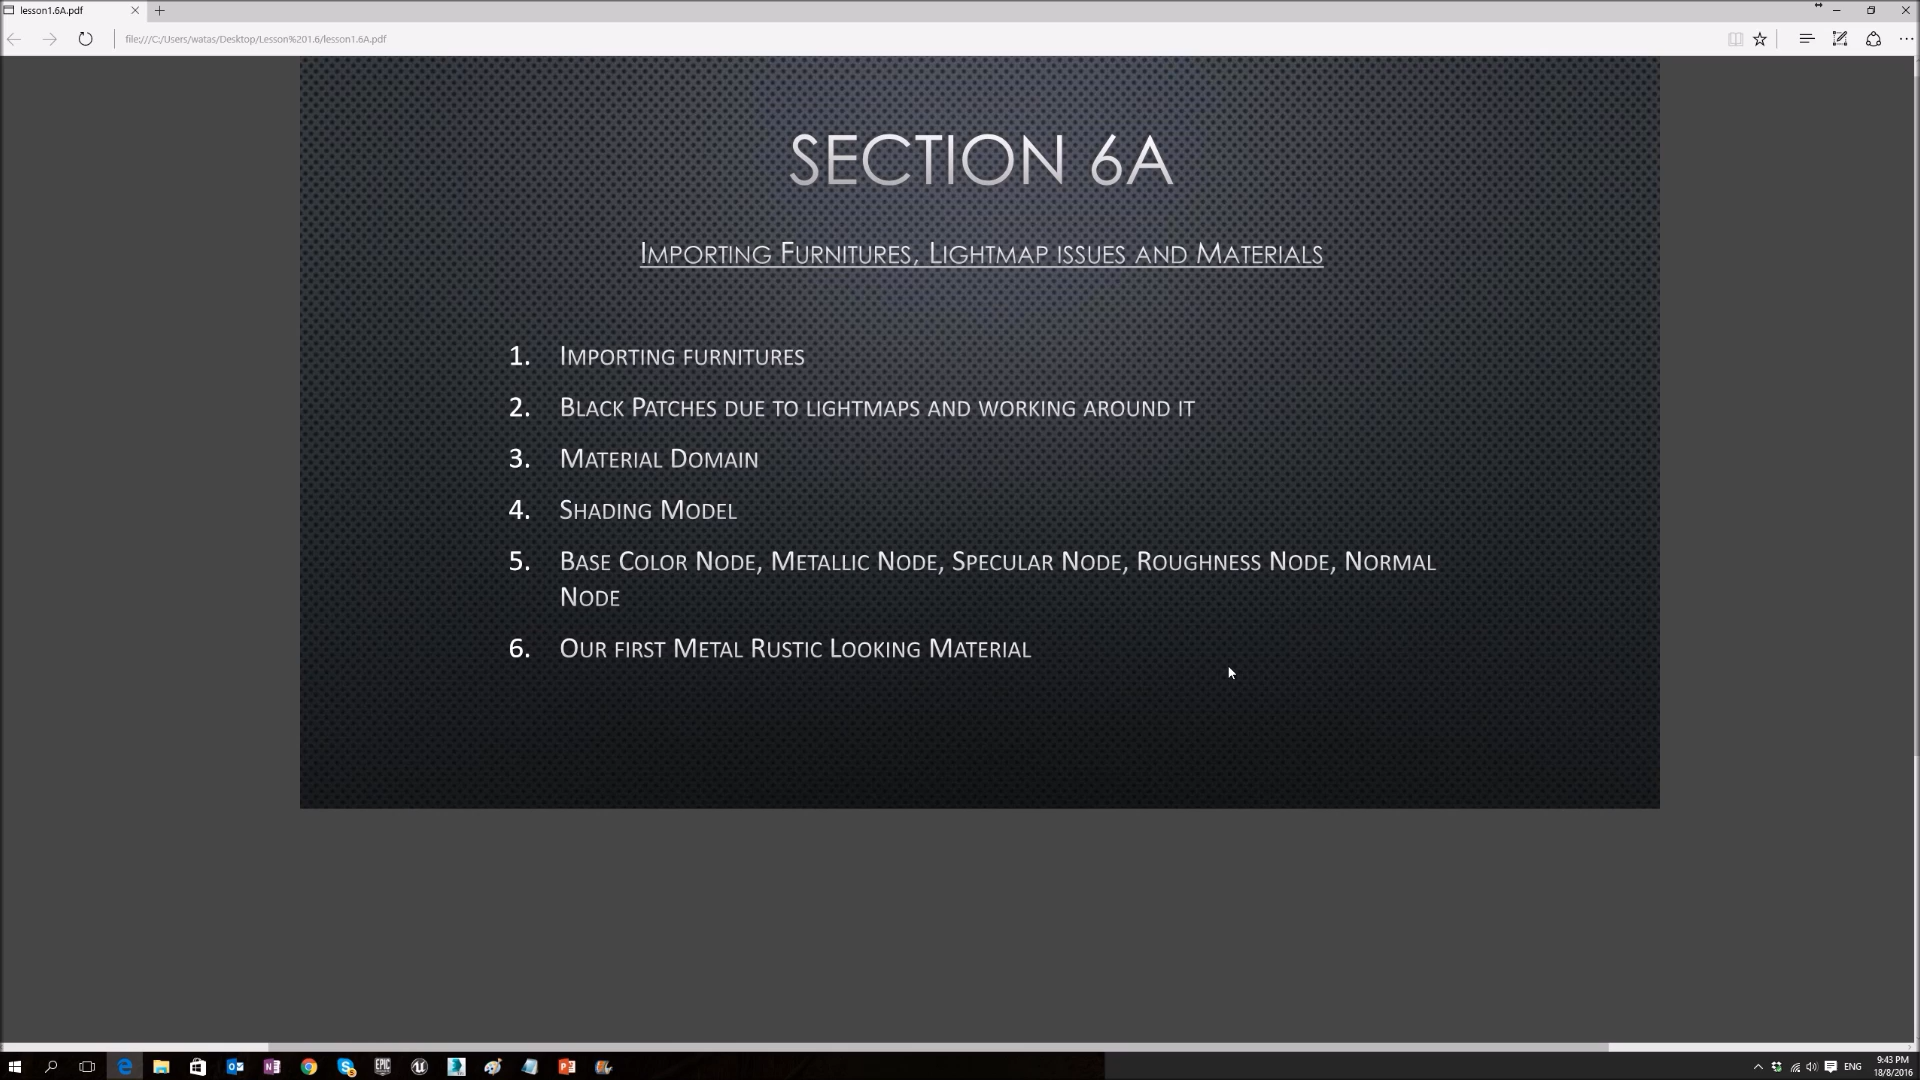 lesson1.6A.pdf
file:///C:/Users/watas/Desktop/Lesson%201.6/lesson1.6A.pdf
SECTION 6A
IMPORTING FURNITURES, LIGHTMAP ISSUES AND MATERIALS
1. IMPORTING FURNITURES
2. BLACK PATCHES DUE TO LIGHTMAPS AND WORKING AROUND IT
3. MATERIAL DOMAIN
4. SHADING MODEL
5. BASE COLOR NODE, METALLIC NODE, SPECULAR NODE, ROUGHNESS NODE, NORMAL
NODE
6. OUR FIRST METAL RUSTIC LOOKING MATERIAL
EPIC
ENG
9:43 PM
18/8/2016